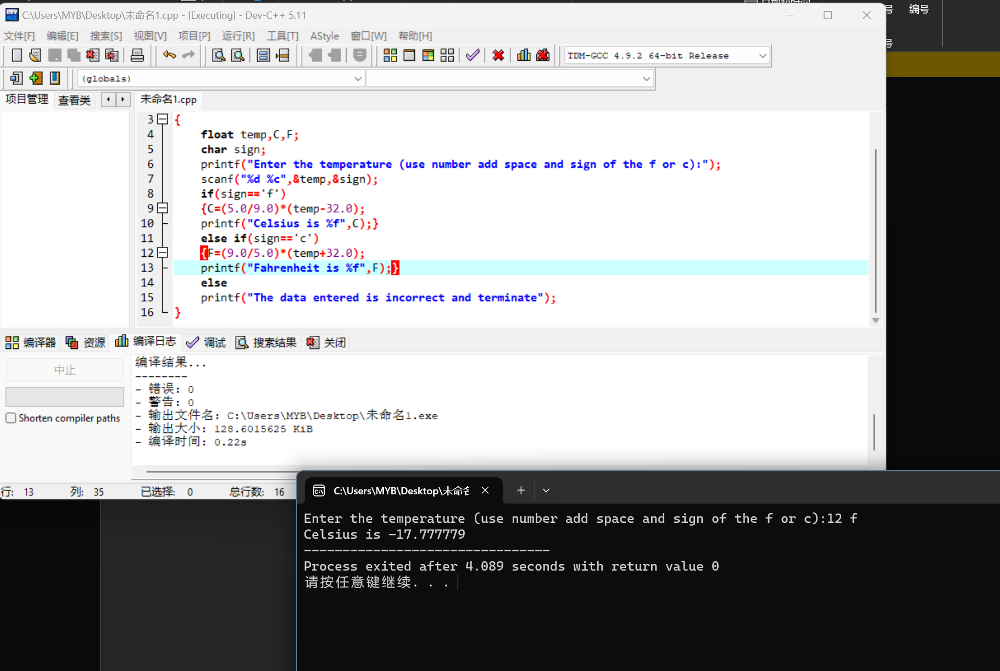 C:\Users\MYB\Desktop\未命名1.cpp - [Executing] - Dev-C++ 5.11
编号
文件[F] 编辑[E] 搜索[S] 视图[V] 项目[P] 运行[R] 工具[T] AStyle 窗口[W] 帮助[H]
TDM-GCC 4.9.2 64-bit Release
(globals)
项目管理 查看类 未命名1.cpp
3 {
4 float temp,C,F;
5 char sign;
6 printf("Enter the temperature (use number add space and sign of the f or c):");
7 scanf("%d %c",&temp,&sign);
8 if(sign=='f')
9 {C=(5.0/9.0)*(temp-32.0);
10 printf("Celsius is %f",C);}
11 else if(sign=='c')
12 {F=(9.0/5.0)*(temp+32.0);
13 printf("Fahrenheit is %f",F);}
14 else
15 printf("The data entered is incorrect and terminate");
16 }
编译器 资源 编译日志 调试 搜索结果 关闭
中止
Shorten compiler paths
编译结果...
--------
- 错误: 0
- 警告: 0
- 输出文件名: C:\Users\MYB\Desktop\未命名1.exe
- 输出大小: 128.6015625 KiB
- 编译时间: 0.22s
行: 13 列: 35 已选择: 0 总行数: 16
C:\Users\MYB\Desktop\未命名
Enter the temperature (use number add space and sign of the f or c):12 f
Celsius is -17.777779
--------------------------------
Process exited after 4.089 seconds with return value 0
请按任意键继续. . .